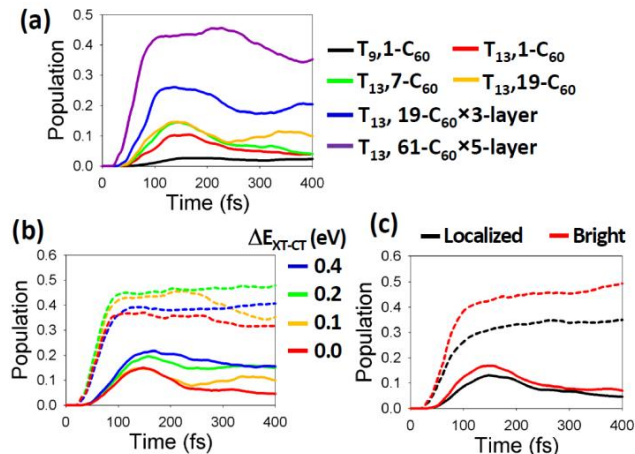 (a)
Population
0.5
0.4
0.3
0.2
0.1
0.0
0 100 200 300 400
Time (fs)
T9,1-C60 T13,1-C60
T13,7-C60 T13,19-C60
T13, 19-C60×3-layer
T13, 61-C60×5-layer
(b)
ΔEXT-CT (eV)
0.4
0.2
0.1
0.0
Population
0.6
0.5
0.4
0.3
0.2
0.1
0.0
0 100 200 300 400
Time (fs)
(c)
Localized Bright
Population
0.6
0.5
0.4
0.3
0.2
0.1
0.0
0 100 200 300 400
Time (fs)